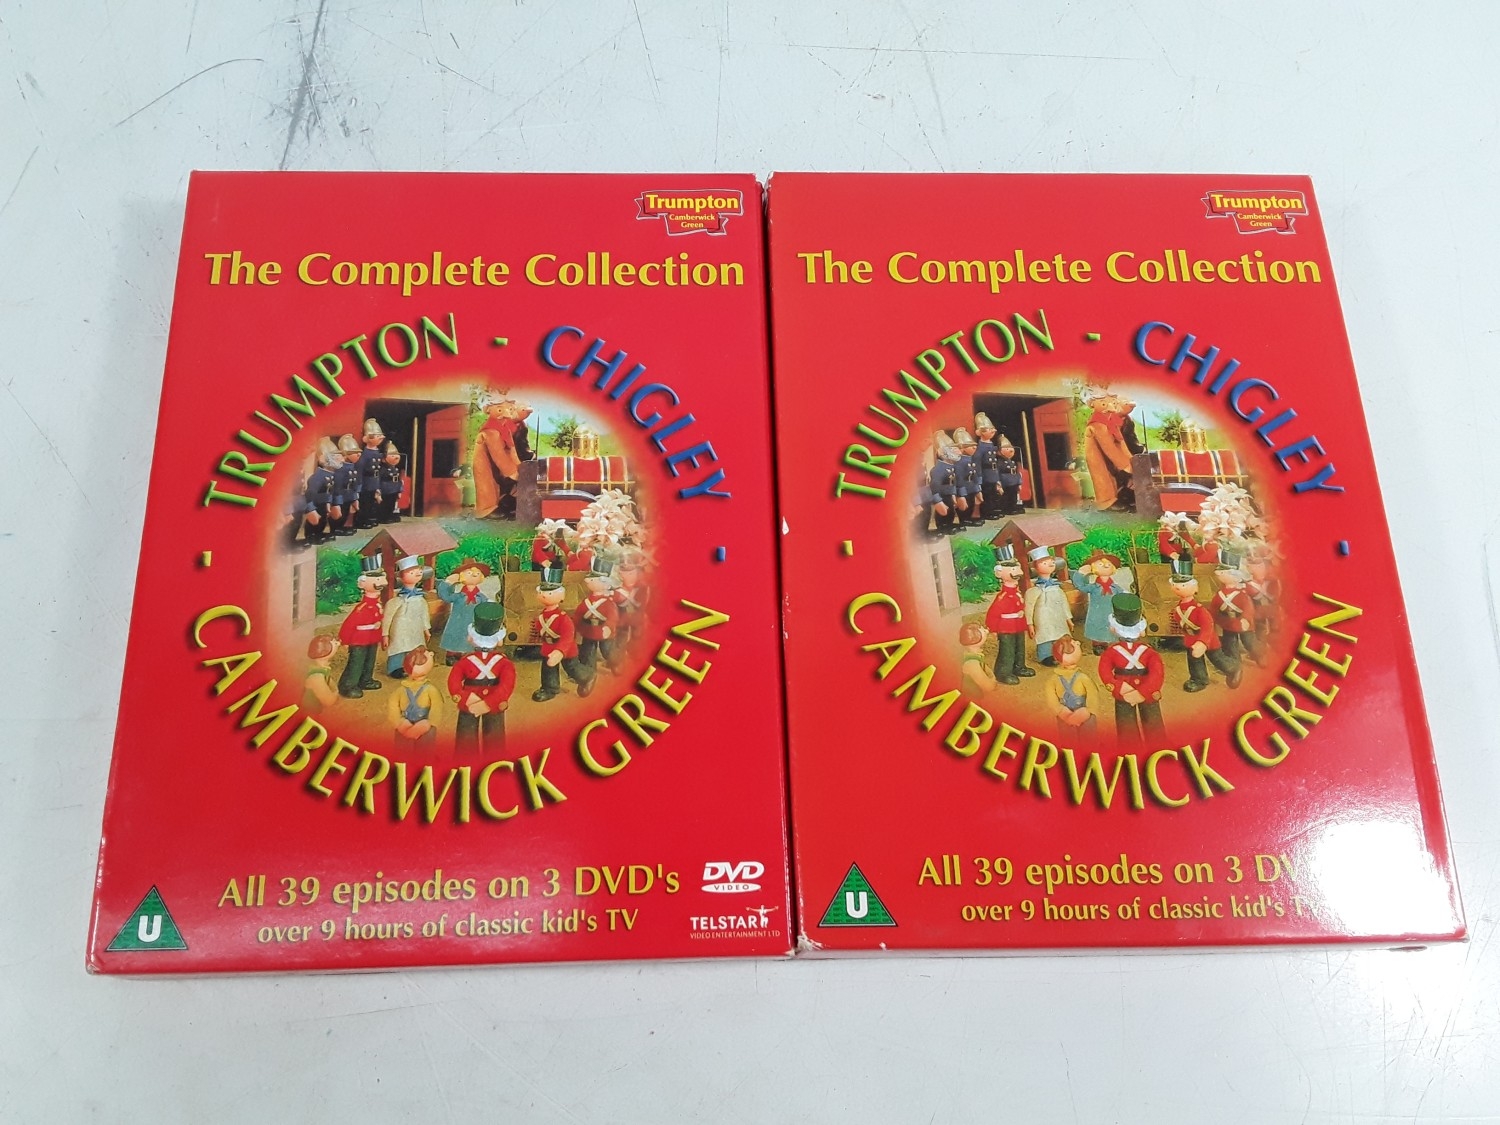 Trumpton
Camberwick
Green
The Complete Collection
TRUMPTON - CHIGLEY -
CAMBERWICK GREEN -
All 39 episodes on 3 DVD's
over 9 hours of classic kid's TV
U
DVD
VIDEO
TELSTAR
VIDEO ENTERTAINMENT LTD
Trumpton
Camberwick
Green
The Complete Collection
TRUMPTON - CHIGLEY -
CAMBERWICK GREEN -
All 39 episodes on 3
over 9 hours of classic kid's
U